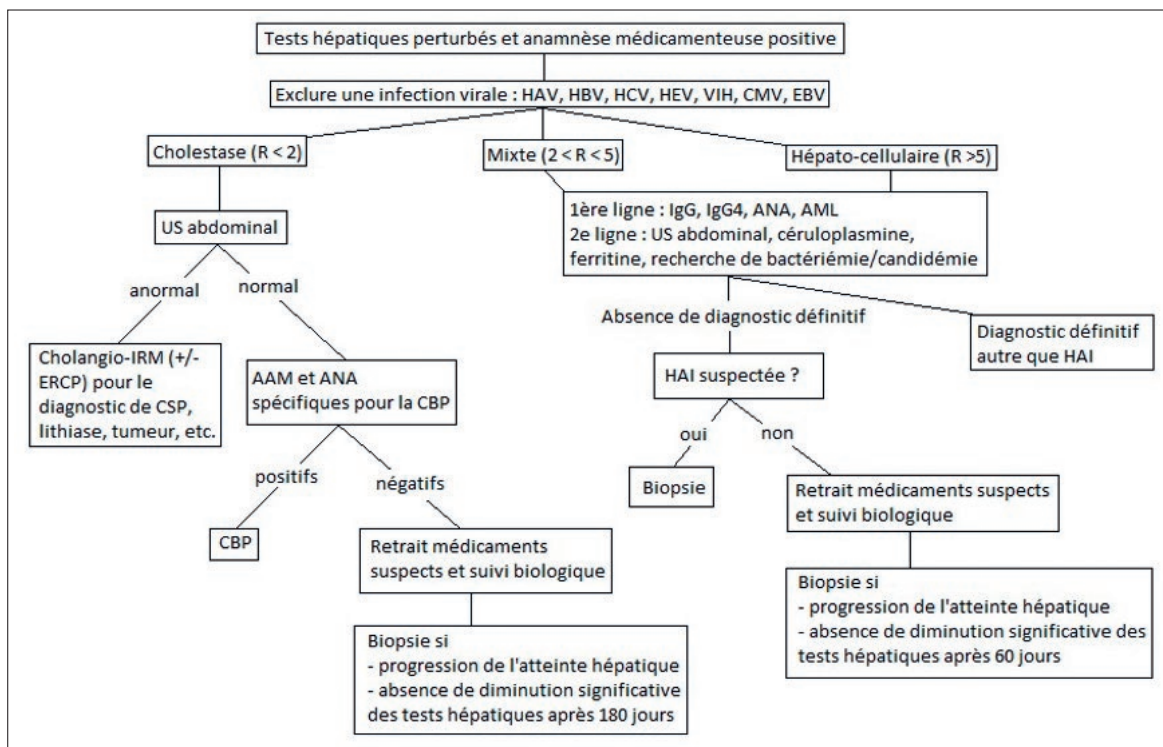 Tests hépatiques perturbés et anamnèse médicamenteuse positive
Exclure une infection virale : HAV, HBV, HCV, HEV, VIH, CMV, EBV
Cholestase (R < 2)
Mixte (2 < R < 5)
Hépato-cellulaire (R >5)
1ère ligne : IgG, IgG4, ANA, AML
2e ligne : US abdominal, céruloplasmine,
ferritine, recherche de bactériémie/candidémie
US abdominal
anormal
normal
Absence de diagnostic définitif
Diagnostic définitif
autre que HAI
Cholangio-IRM (+/-
ERCP) pour le
diagnostic de CSP,
lithiase, tumeur, etc.
AAM et ANA
spécifiques pour la CBP
HAI suspectée ?
oui
non
positifs
négatifs
Biopsie
Retrait médicaments suspects
et suivi biologique
CBP
Retrait médicaments
suspects et suivi biologique
Biopsie si
- progression de l'atteinte hépatique
- absence de diminution significative des
tests hépatiques après 60 jours
Biopsie si
- progression de l'atteinte hépatique
- absence de diminution significative
des tests hépatiques après 180 jours